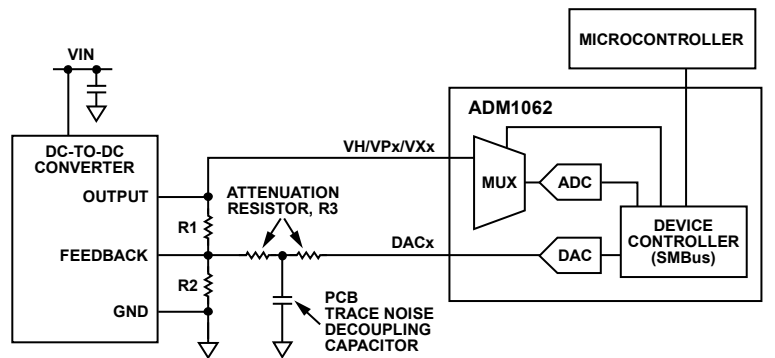 MICROCONTROLLER
VIN
ADM1062
DC-TO-DC
CONVERTER
VH/VPx/VXx
MUX
ADC
OUTPUT
ATTENUATION
RESISTOR, R3
R1
DEVICE
CONTROLLER
(SMBus)
FEEDBACK
DACx
DAC
R2
GND
PCB
TRACE NOISE
DECOUPLING
CAPACITOR